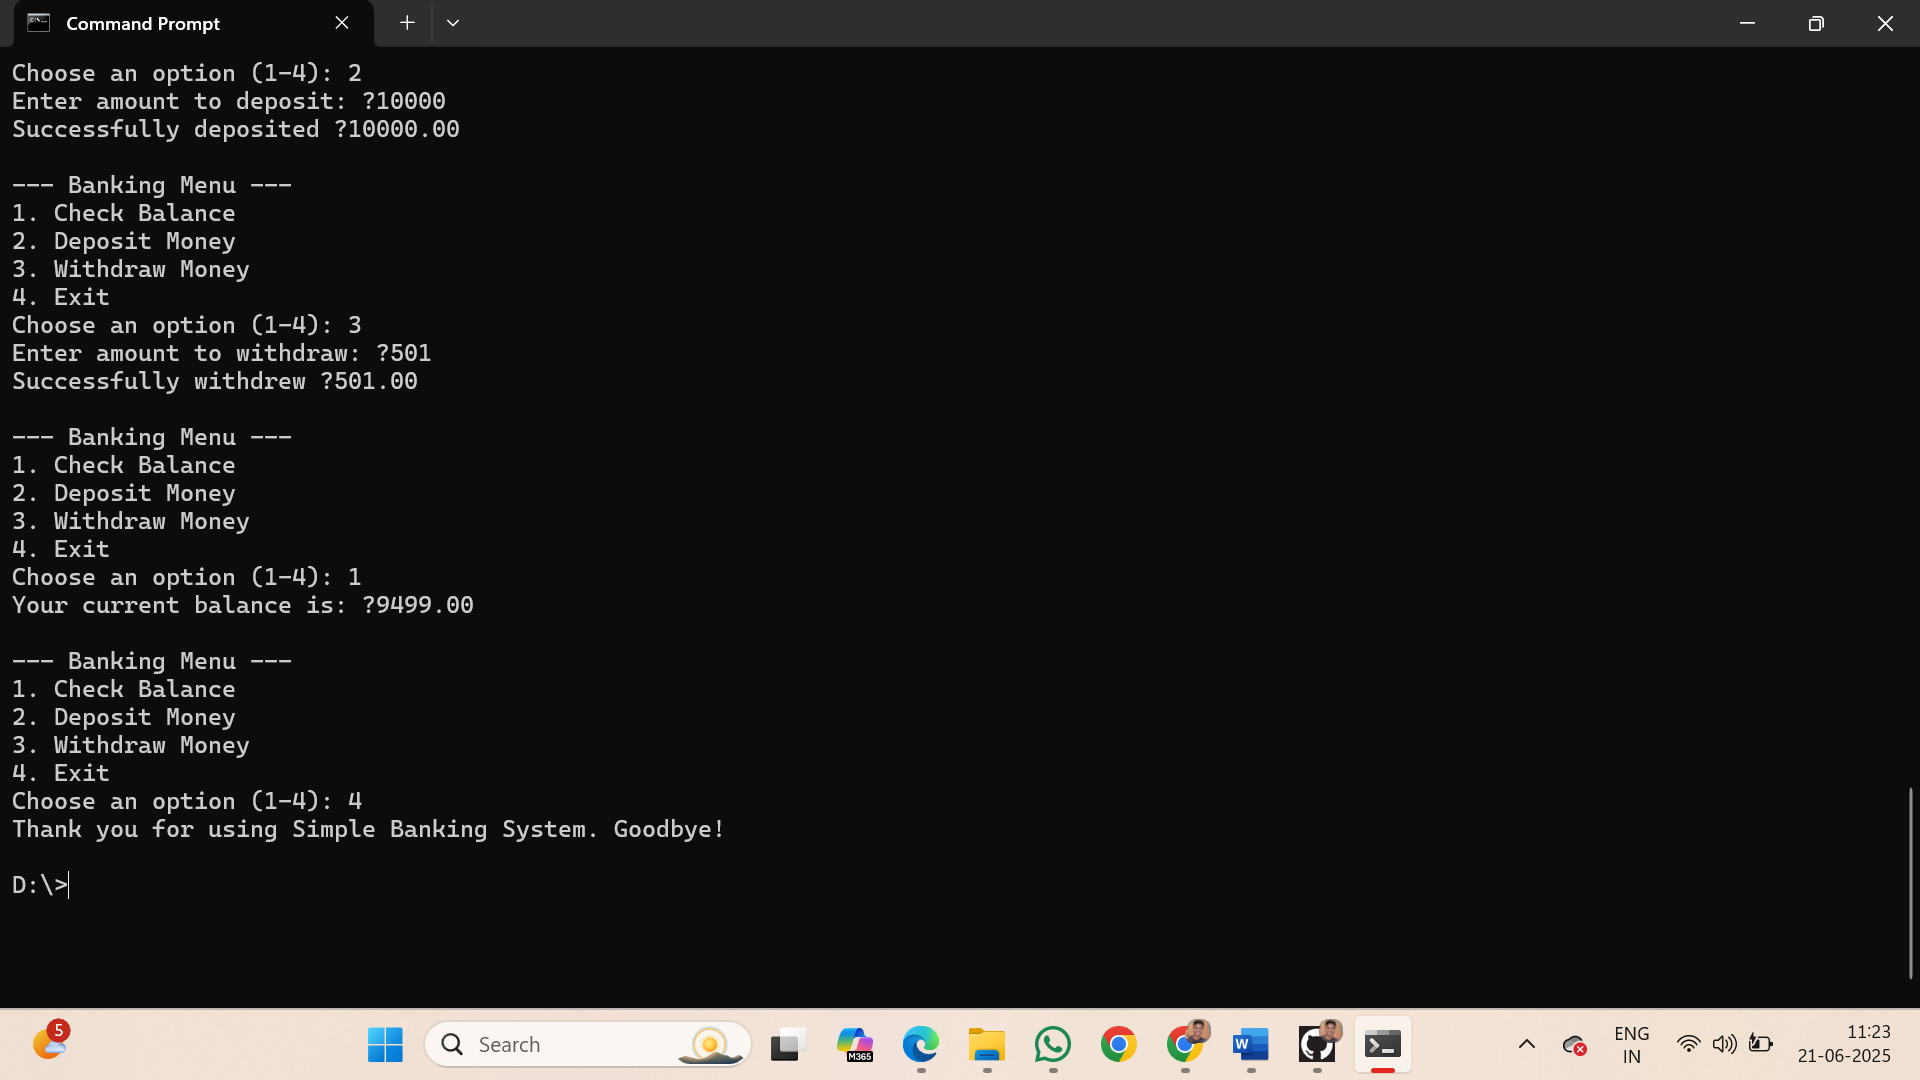 Command Prompt
Choose an option (1-4): 2
Enter amount to deposit: ?10000
Successfully deposited ?10000.00
--- Banking Menu ---
1. Check Balance
2. Deposit Money
3. Withdraw Money
4. Exit
Choose an option (1-4): 3
Enter amount to withdraw: ?501
Successfully withdrew ?501.00
--- Banking Menu ---
1. Check Balance
2. Deposit Money
3. Withdraw Money
4. Exit
Choose an option (1-4): 1
Your current balance is: ?9499.00
--- Banking Menu ---
1. Check Balance
2. Deposit Money
3. Withdraw Money
4. Exit
Choose an option (1-4): 4
Thank you for using Simple Banking System. Goodbye!
D:\>
5
Search
M365
W
ENG
IN
11:23
21-06-2025